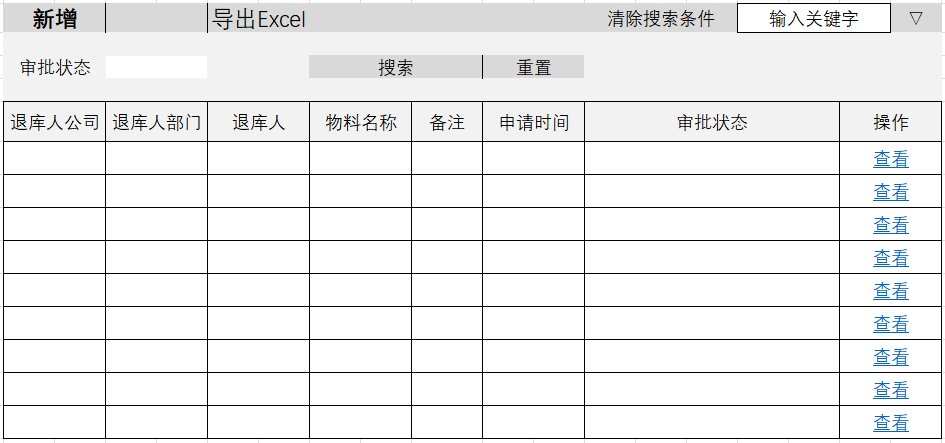 新增 导出Excel 清除搜索条件 输入关键字 ▽
审批状态 搜索 重置
退库人公司 退库人部门 退库人 物料名称 备注 申请时间 审批状态 操作
查看
查看
查看
查看
查看
查看
查看
查看
查看